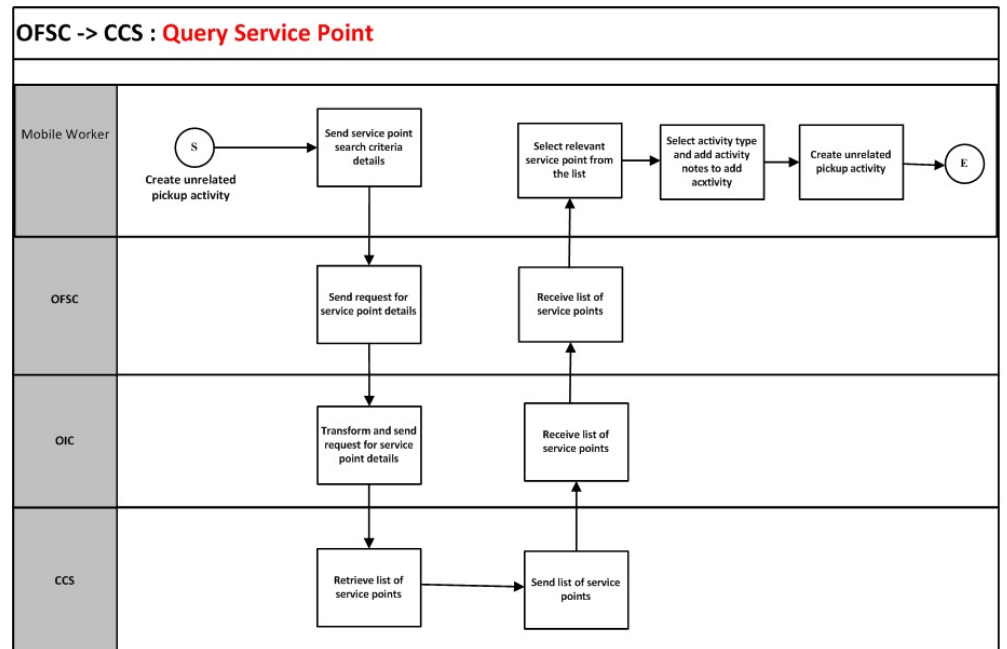 OFSC -> CCS : Query Service Point
Mobile Worker
S
Create unrelated
pickup activity
Send service point
search criteria
details
Select relevant
service point from
the list
Select activity type
and add activity
notes to add
acxtivity
Create unrelated
pickup activity
E
OFSC
Send request for
service point details
Receive list of
service points
OIC
Transform and send
request for service
point details
Receive list of
service points
CCS
Retrieve list of
service points
Send list of service
points